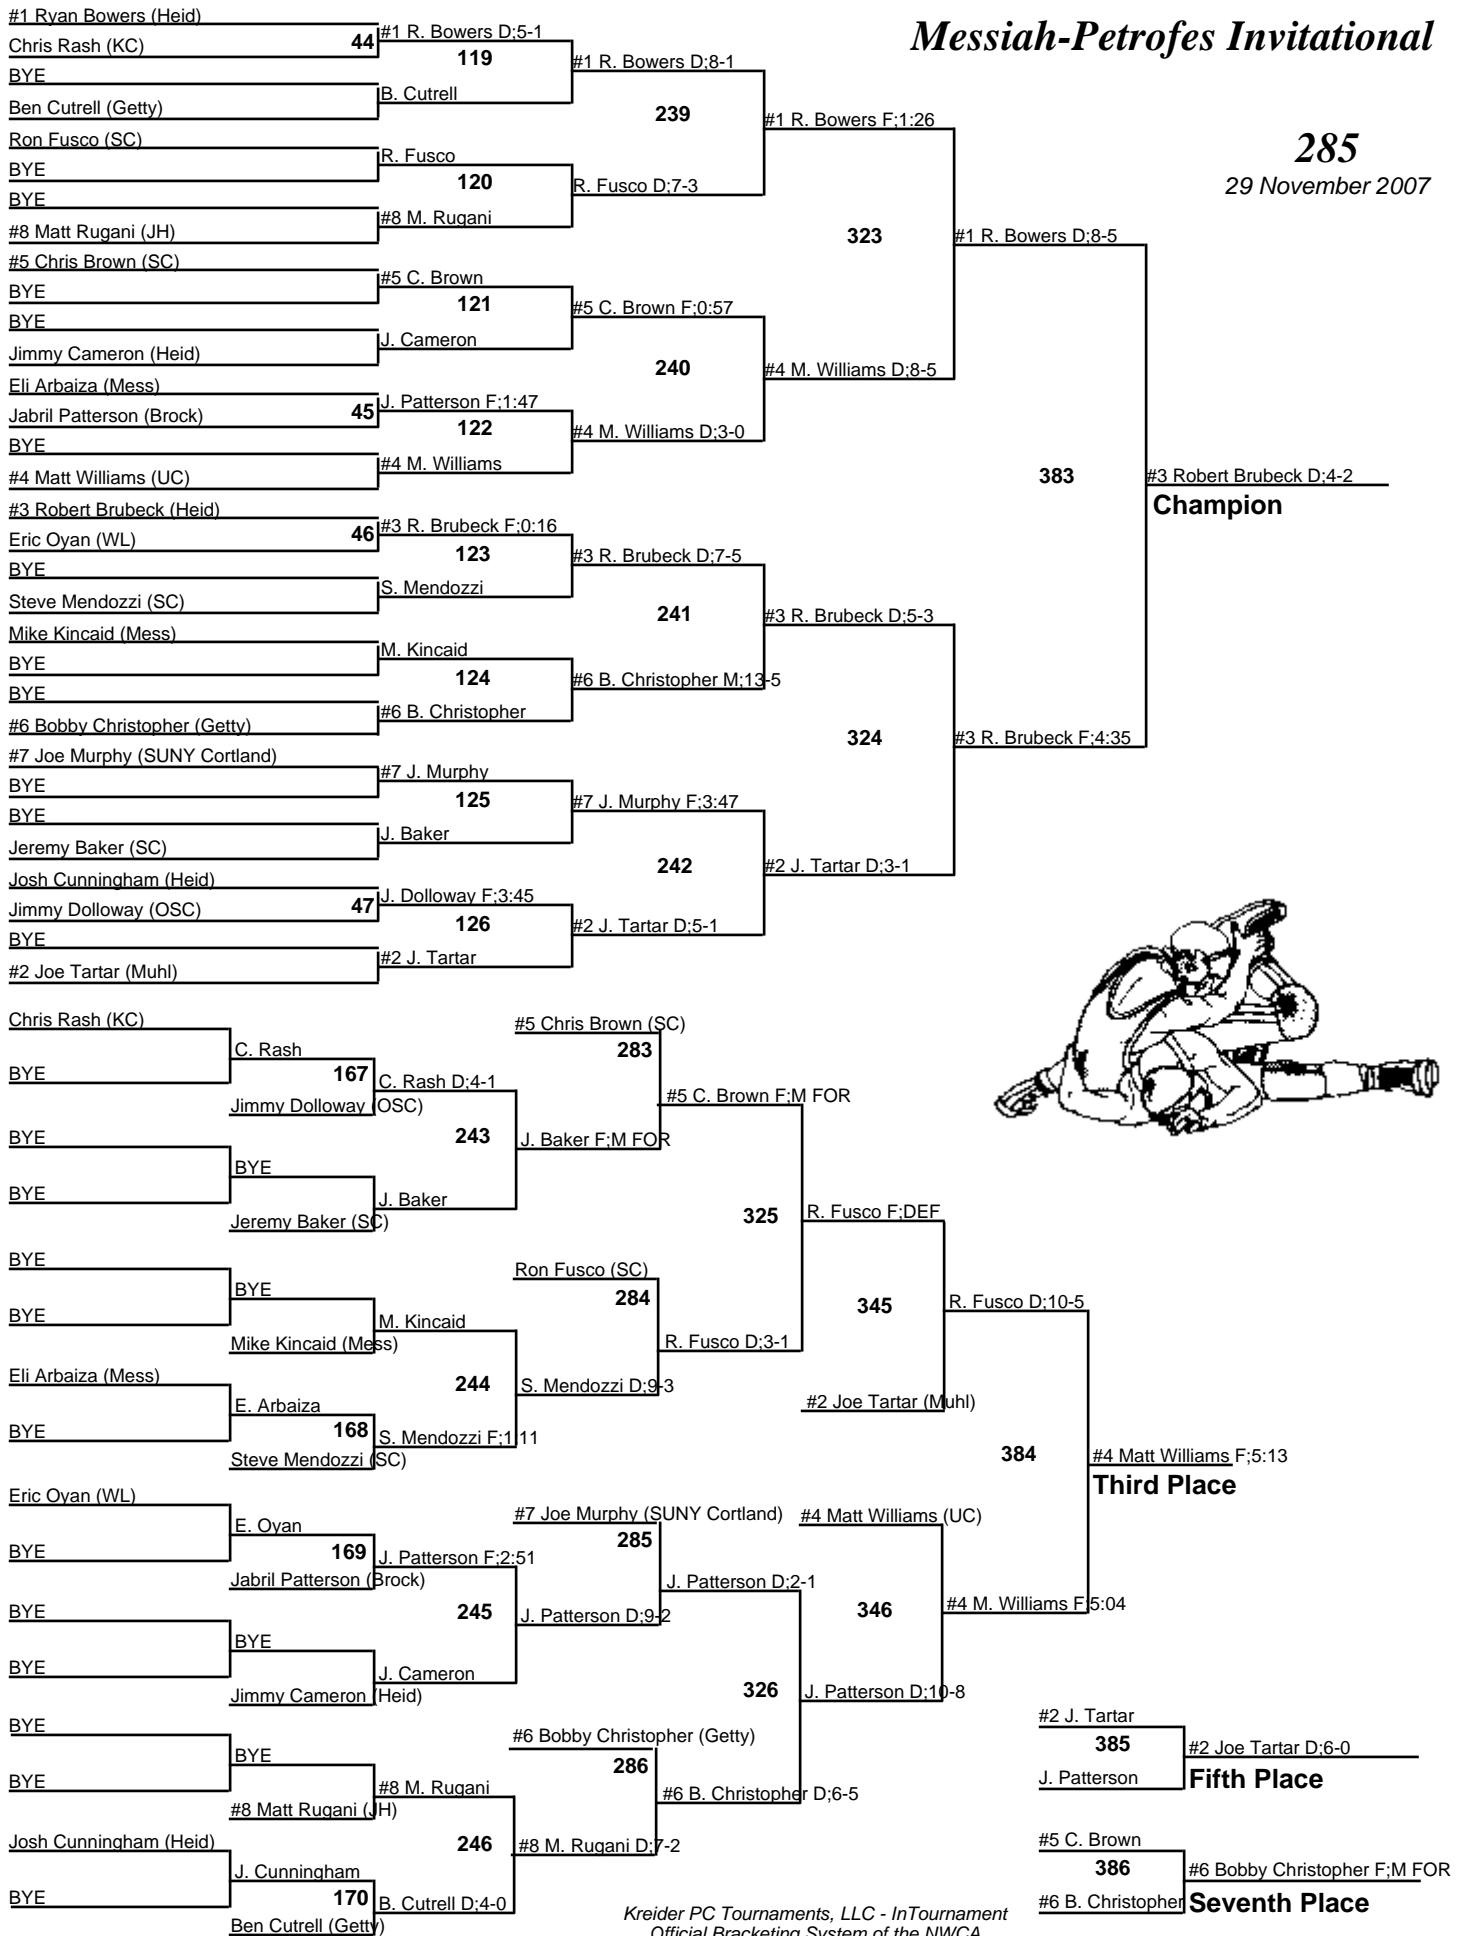 Messiah-Petrofes Invitational
285
29 November 2007
#1 Ryan Bowers (Heid)
Chris Rash (KC)
44
BYE
Ben Cutrell (Getty)
Ron Fusco (SC)
BYE
BYE
#8 Matt Rugani (JH)
#5 Chris Brown (SC)
BYE
BYE
Jimmy Cameron (Heid)
Eli Arbaiza (Mess)
Jabril Patterson (Brock)
45
BYE
#4 Matt Williams (UC)
#3 Robert Brubeck (Heid)
Eric Oyan (WL)
46
BYE
Steve Mendozzi (SC)
Mike Kincaid (Mess)
BYE
BYE
#6 Bobby Christopher (Getty)
#7 Joe Murphy (SUNY Cortland)
BYE
BYE
Jeremy Baker (SC)
Josh Cunningham (Heid)
Jimmy Dolloway (OSC)
47
BYE
#2 Joe Tartar (Muhl)
#1 R. Bowers D;5-1
119
B. Cutrell
R. Fusco
120
#8 M. Rugani
#5 C. Brown
121
J. Cameron
J. Patterson F;1:47
122
#4 M. Williams
#3 R. Brubeck F;0:16
123
S. Mendozzi
M. Kincaid
124
#6 B. Christopher
#7 J. Murphy
125
J. Baker
J. Dolloway F;3:45
126
#2 J. Tartar
#1 R. Bowers D;8-1
239
R. Fusco D;7-3
#5 C. Brown F;0:57
240
#4 M. Williams D;3-0
#3 R. Brubeck D;7-5
241
#6 B. Christopher M;13-5
#7 J. Murphy F;3:47
242
#2 J. Tartar D;5-1
#1 R. Bowers F;1:26
323
#4 M. Williams D;8-5
#3 R. Brubeck D;5-3
324
#2 J. Tartar D;3-1
#1 R. Bowers D;8-5
383
#3 R. Brubeck F;4:35
#3 Robert Brubeck D;4-2
Champion
Chris Rash (KC)
BYE
BYE
BYE
BYE
BYE
Eli Arbaiza (Mess)
BYE
Eric Oyan (WL)
BYE
BYE
BYE
BYE
BYE
Josh Cunningham (Heid)
BYE
C. Rash
167
Jimmy Dolloway (OSC)
BYE
Jeremy Baker (SC)
BYE
Mike Kincaid (Mess)
E. Arbaiza
168
Steve Mendozzi (SC)
E. Oyan
169
Jabril Patterson (Brock)
BYE
Jimmy Cameron (Heid)
BYE
#8 Matt Rugani (JH)
J. Cunningham
170
Ben Cutrell (Getty)
C. Rash D;4-1
243
J. Baker
M. Kincaid
244
S. Mendozzi F;1:11
J. Patterson F;2:51
245
J. Cameron
#8 M. Rugani
246
B. Cutrell D;4-0
#5 Chris Brown (SC)
283
J. Baker F;M FOR
Ron Fusco (SC)
284
S. Mendozzi D;9-3
#7 Joe Murphy (SUNY Cortland)
285
J. Patterson D;9-2
#6 Bobby Christopher (Getty)
286
#8 M. Rugani D;7-2
#5 C. Brown F;M FOR
325
R. Fusco D;3-1
J. Patterson D;2-1
326
#6 B. Christopher D;6-5
R. Fusco F;DEF
345
#2 Joe Tartar (Muhl)
#4 Matt Williams (UC)
346
J. Patterson D;10-8
R. Fusco D;10-5
384
#4 M. Williams F;5:04
#4 Matt Williams F;5:13
Third Place
#2 J. Tartar
385
J. Patterson
#2 Joe Tartar D;6-0
Fifth Place
#5 C. Brown
386
#6 B. Christopher
#6 Bobby Christopher F;M FOR
Seventh Place
Kreider PC Tournaments, LLC - InTournament
Official Bracketing System of the NWCA